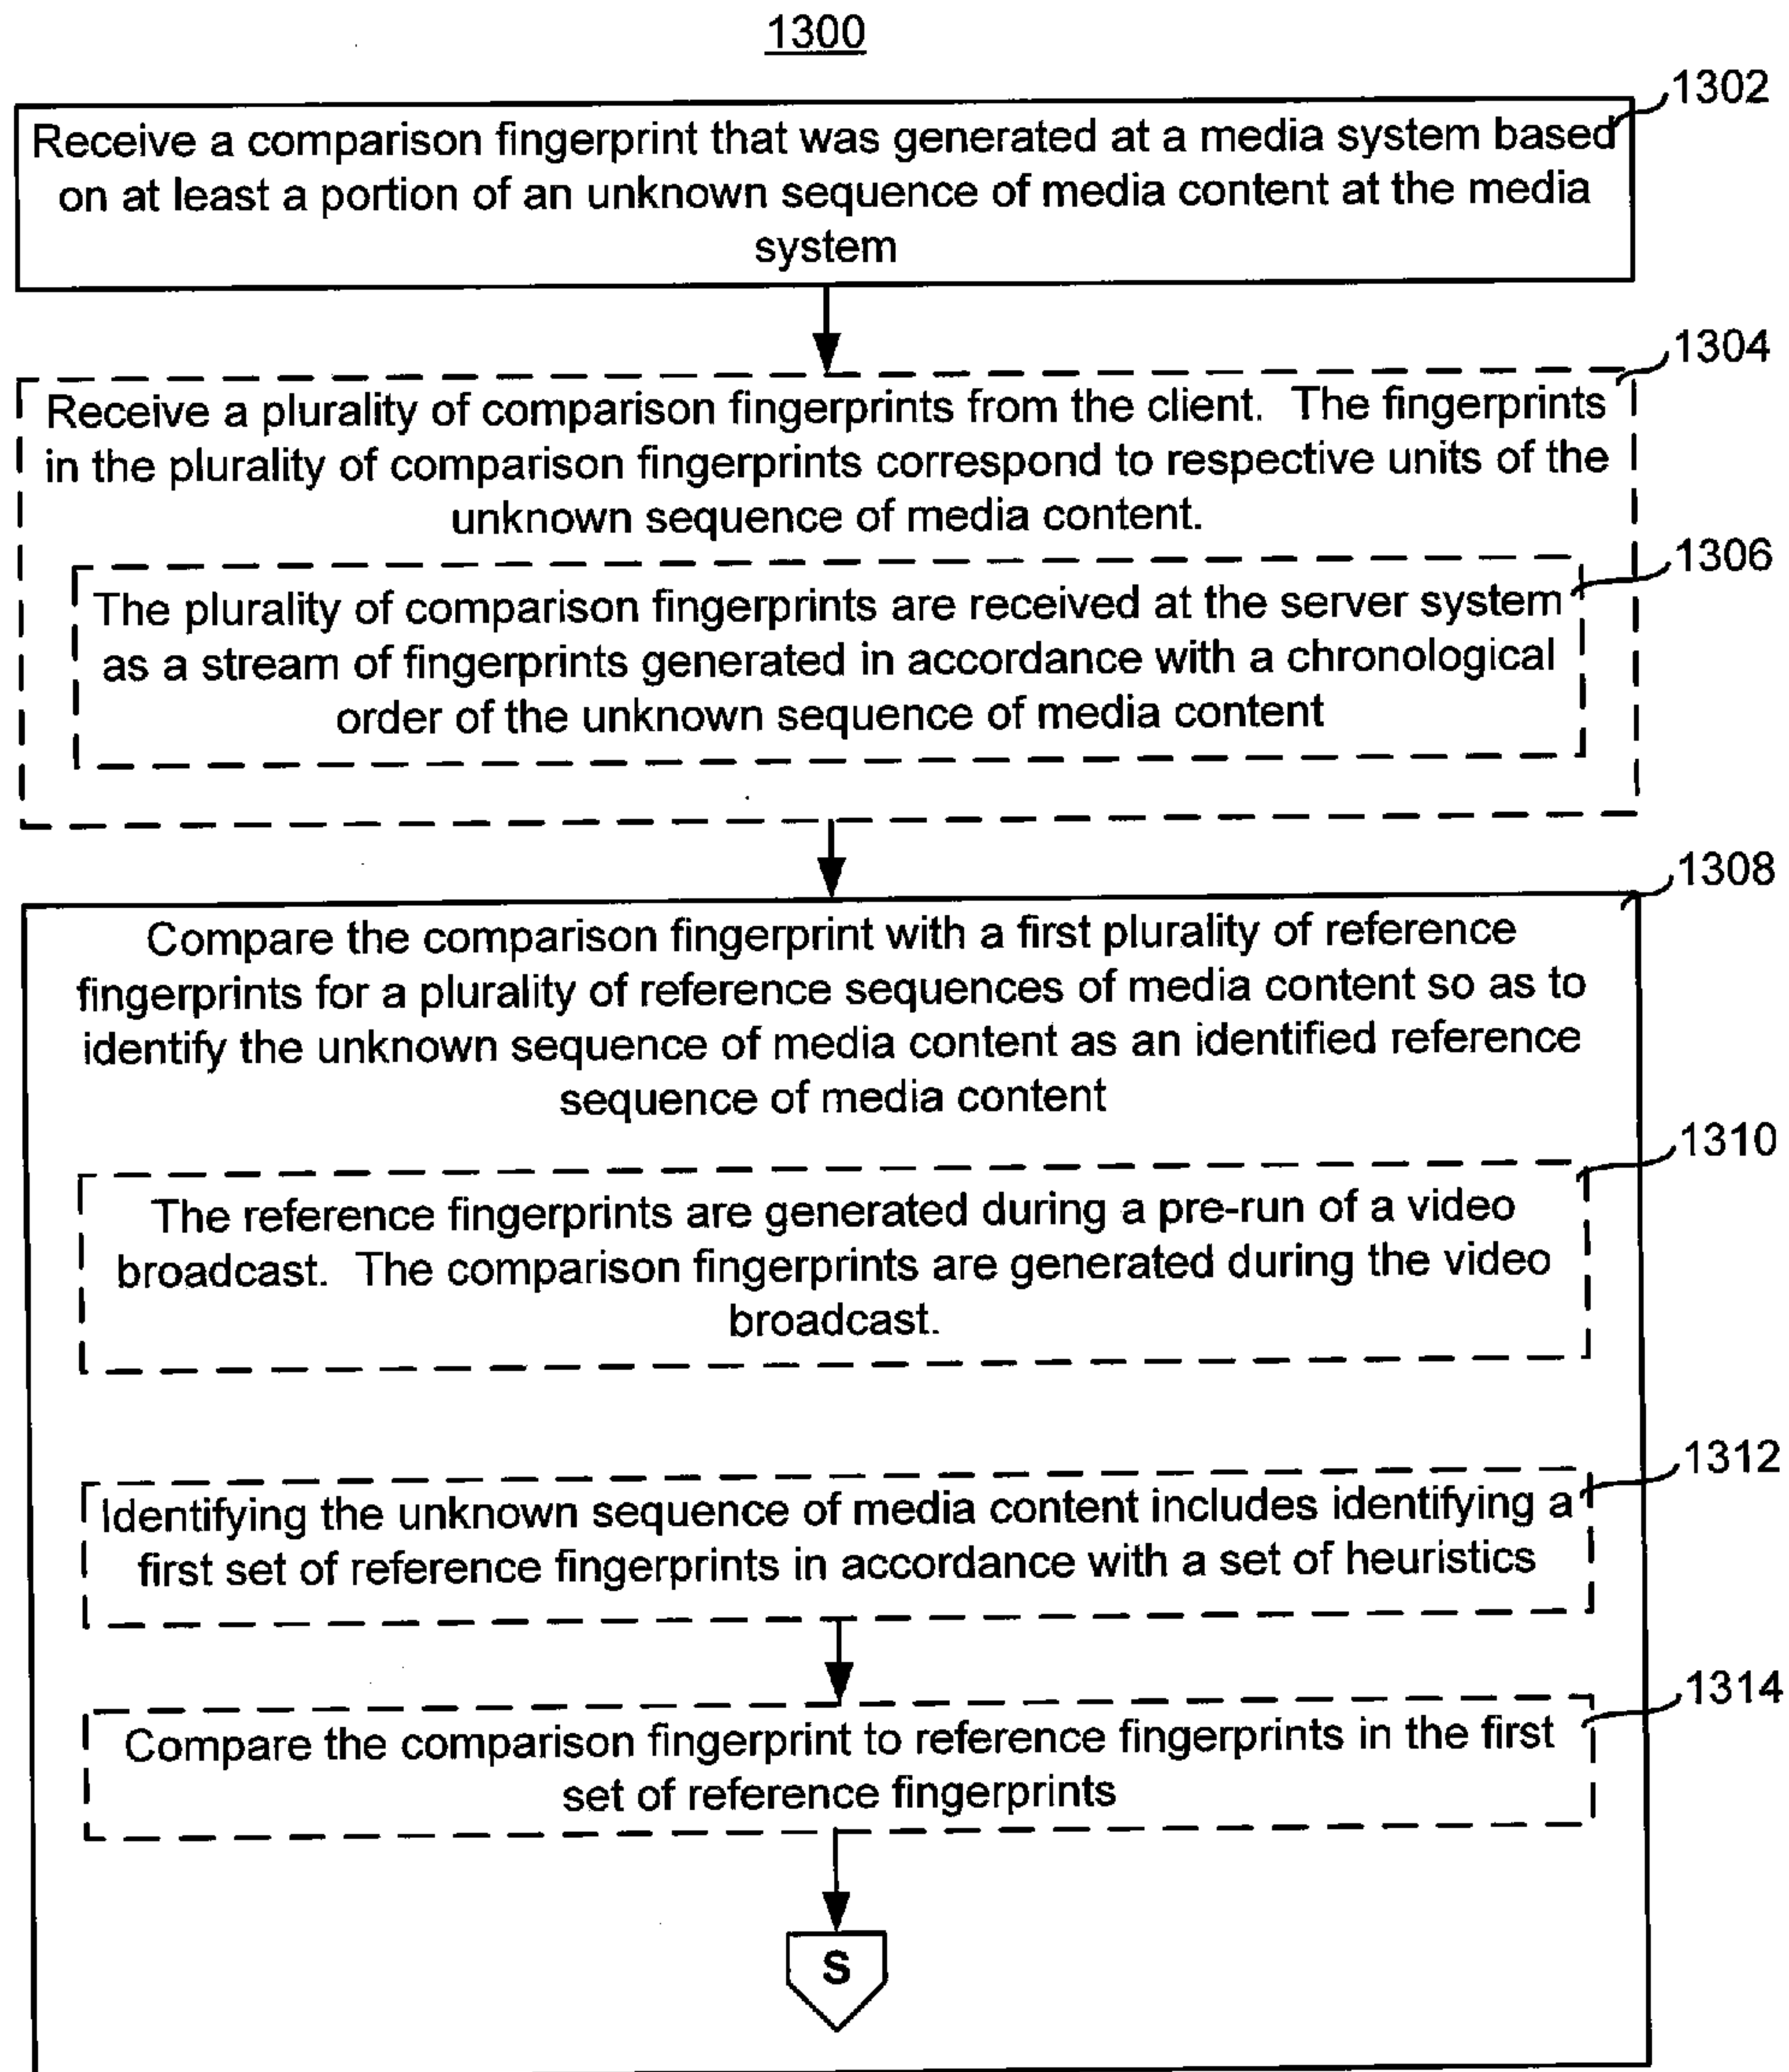 1300
1302
Receive a comparison fingerprint that was generated at a media system based
on at least a portion of an unknown sequence of media content at the media
system
1304
Receive a plurality of comparison fingerprints from the client. The fingerprints
in the plurality of comparison fingerprints correspond to respective units of the
unknown sequence of media content.
1306
The plurality of comparison fingerprints are received at the server system
as a stream of fingerprints generated in accordance with a chronological
order of the unknown sequence of media content
1308
Compare the comparison fingerprint with a first plurality of reference
fingerprints for a plurality of reference sequences of media content so as to
identify the unknown sequence of media content as an identified reference
sequence of media content
1310
The reference fingerprints are generated during a pre-run of a video
broadcast. The comparison fingerprints are generated during the video
broadcast.
1312
Identifying the unknown sequence of media content includes identifying a
first set of reference fingerprints in accordance with a set of heuristics
1314
Compare the comparison fingerprint to reference fingerprints in the first
set of reference fingerprints
S